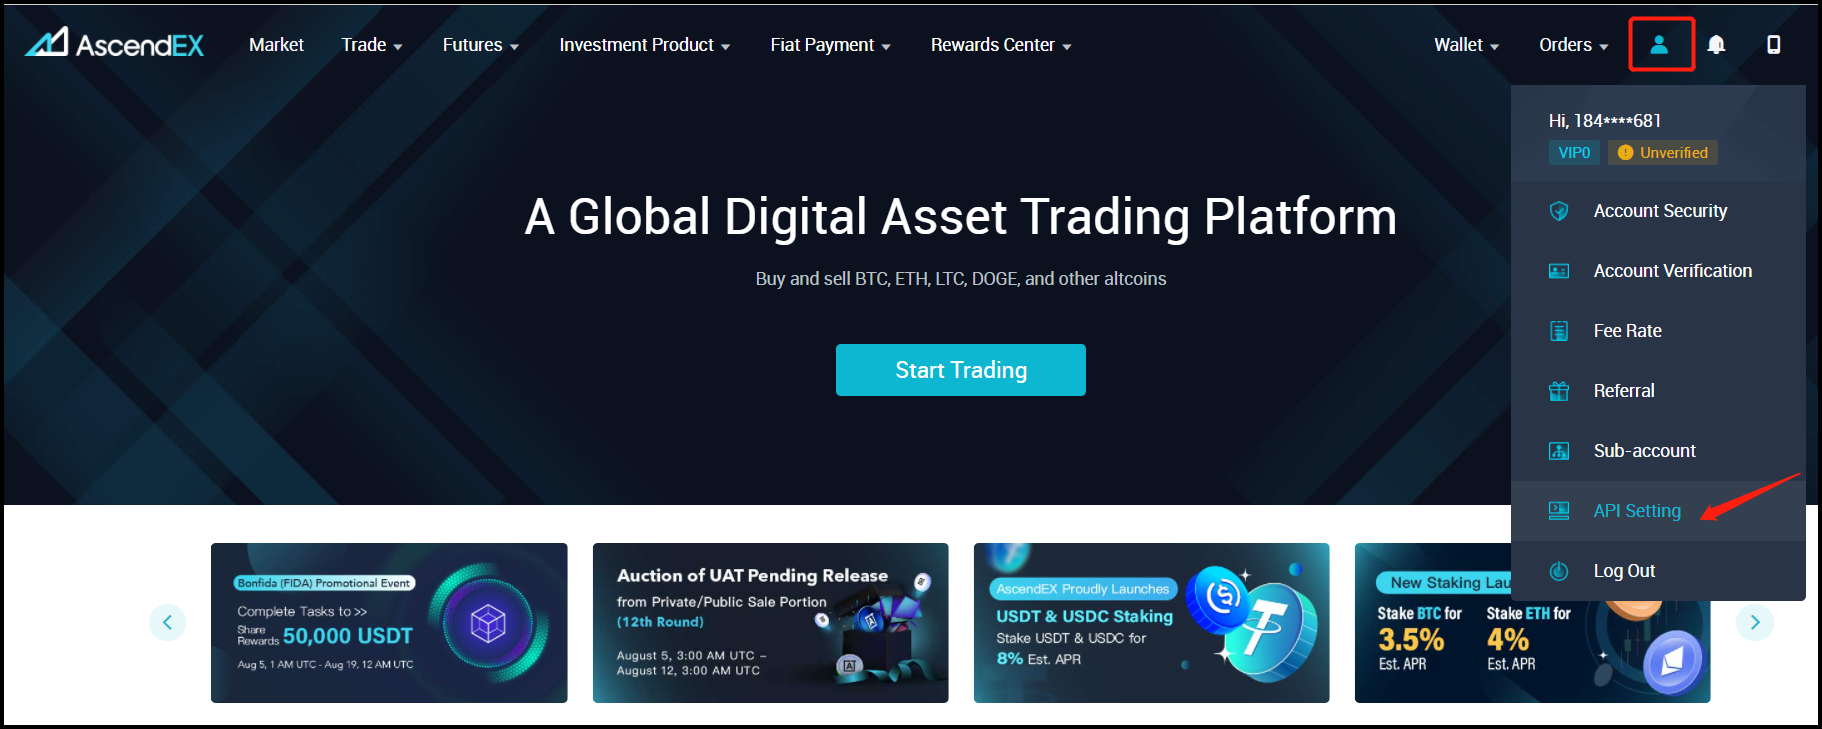 AscendEX
Market
Trade
Futures
Investment Product
Fiat Payment
Rewards Center
Wallet
Orders
Hi, 184****681
VIP0
Unverified
Account Security
Account Verification
Fee Rate
Referral
Sub-account
API Setting
Log Out
A Global Digital Asset Trading Platform
Buy and sell BTC, ETH, LTC, DOGE, and other altcoins
Start Trading
Bonfida (FIDA) Promotional Event
Complete Tasks to >>
Share
Rewards 50,000 USDT
Aug 5, 1 AM UTC - Aug 19, 12 AM UTC
Auction of UAT Pending Release
from Private/Public Sale Portion
(12th Round)
August 5, 3:00 AM UTC –
August 12, 3:00 AM UTC
AscendEX Proudly Launches
USDT & USDC Staking
Stake USDT & USDC for
8% Est. APR
New Staking Lau
Stake BTC for
3.5%
Est. APR
Stake ETH for
4%
Est. APR